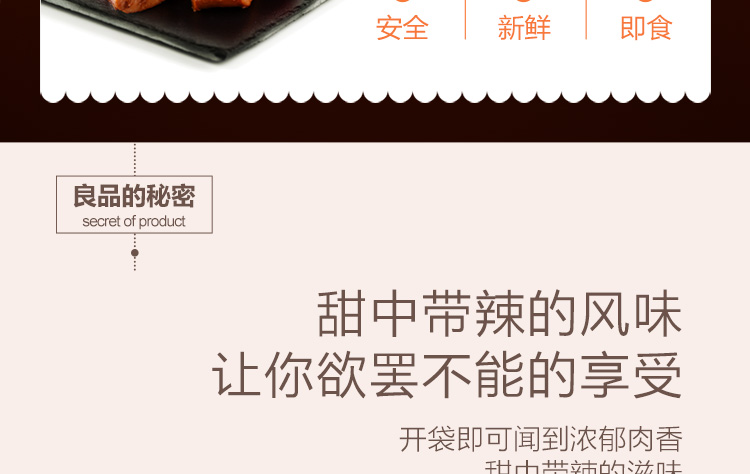 安全 新鲜 即食
良品的秘密
secret of product
甜中带辣的风味
让你欲罢不能的享受
开袋即可闻到浓郁肉香
甜中带辣的滋味